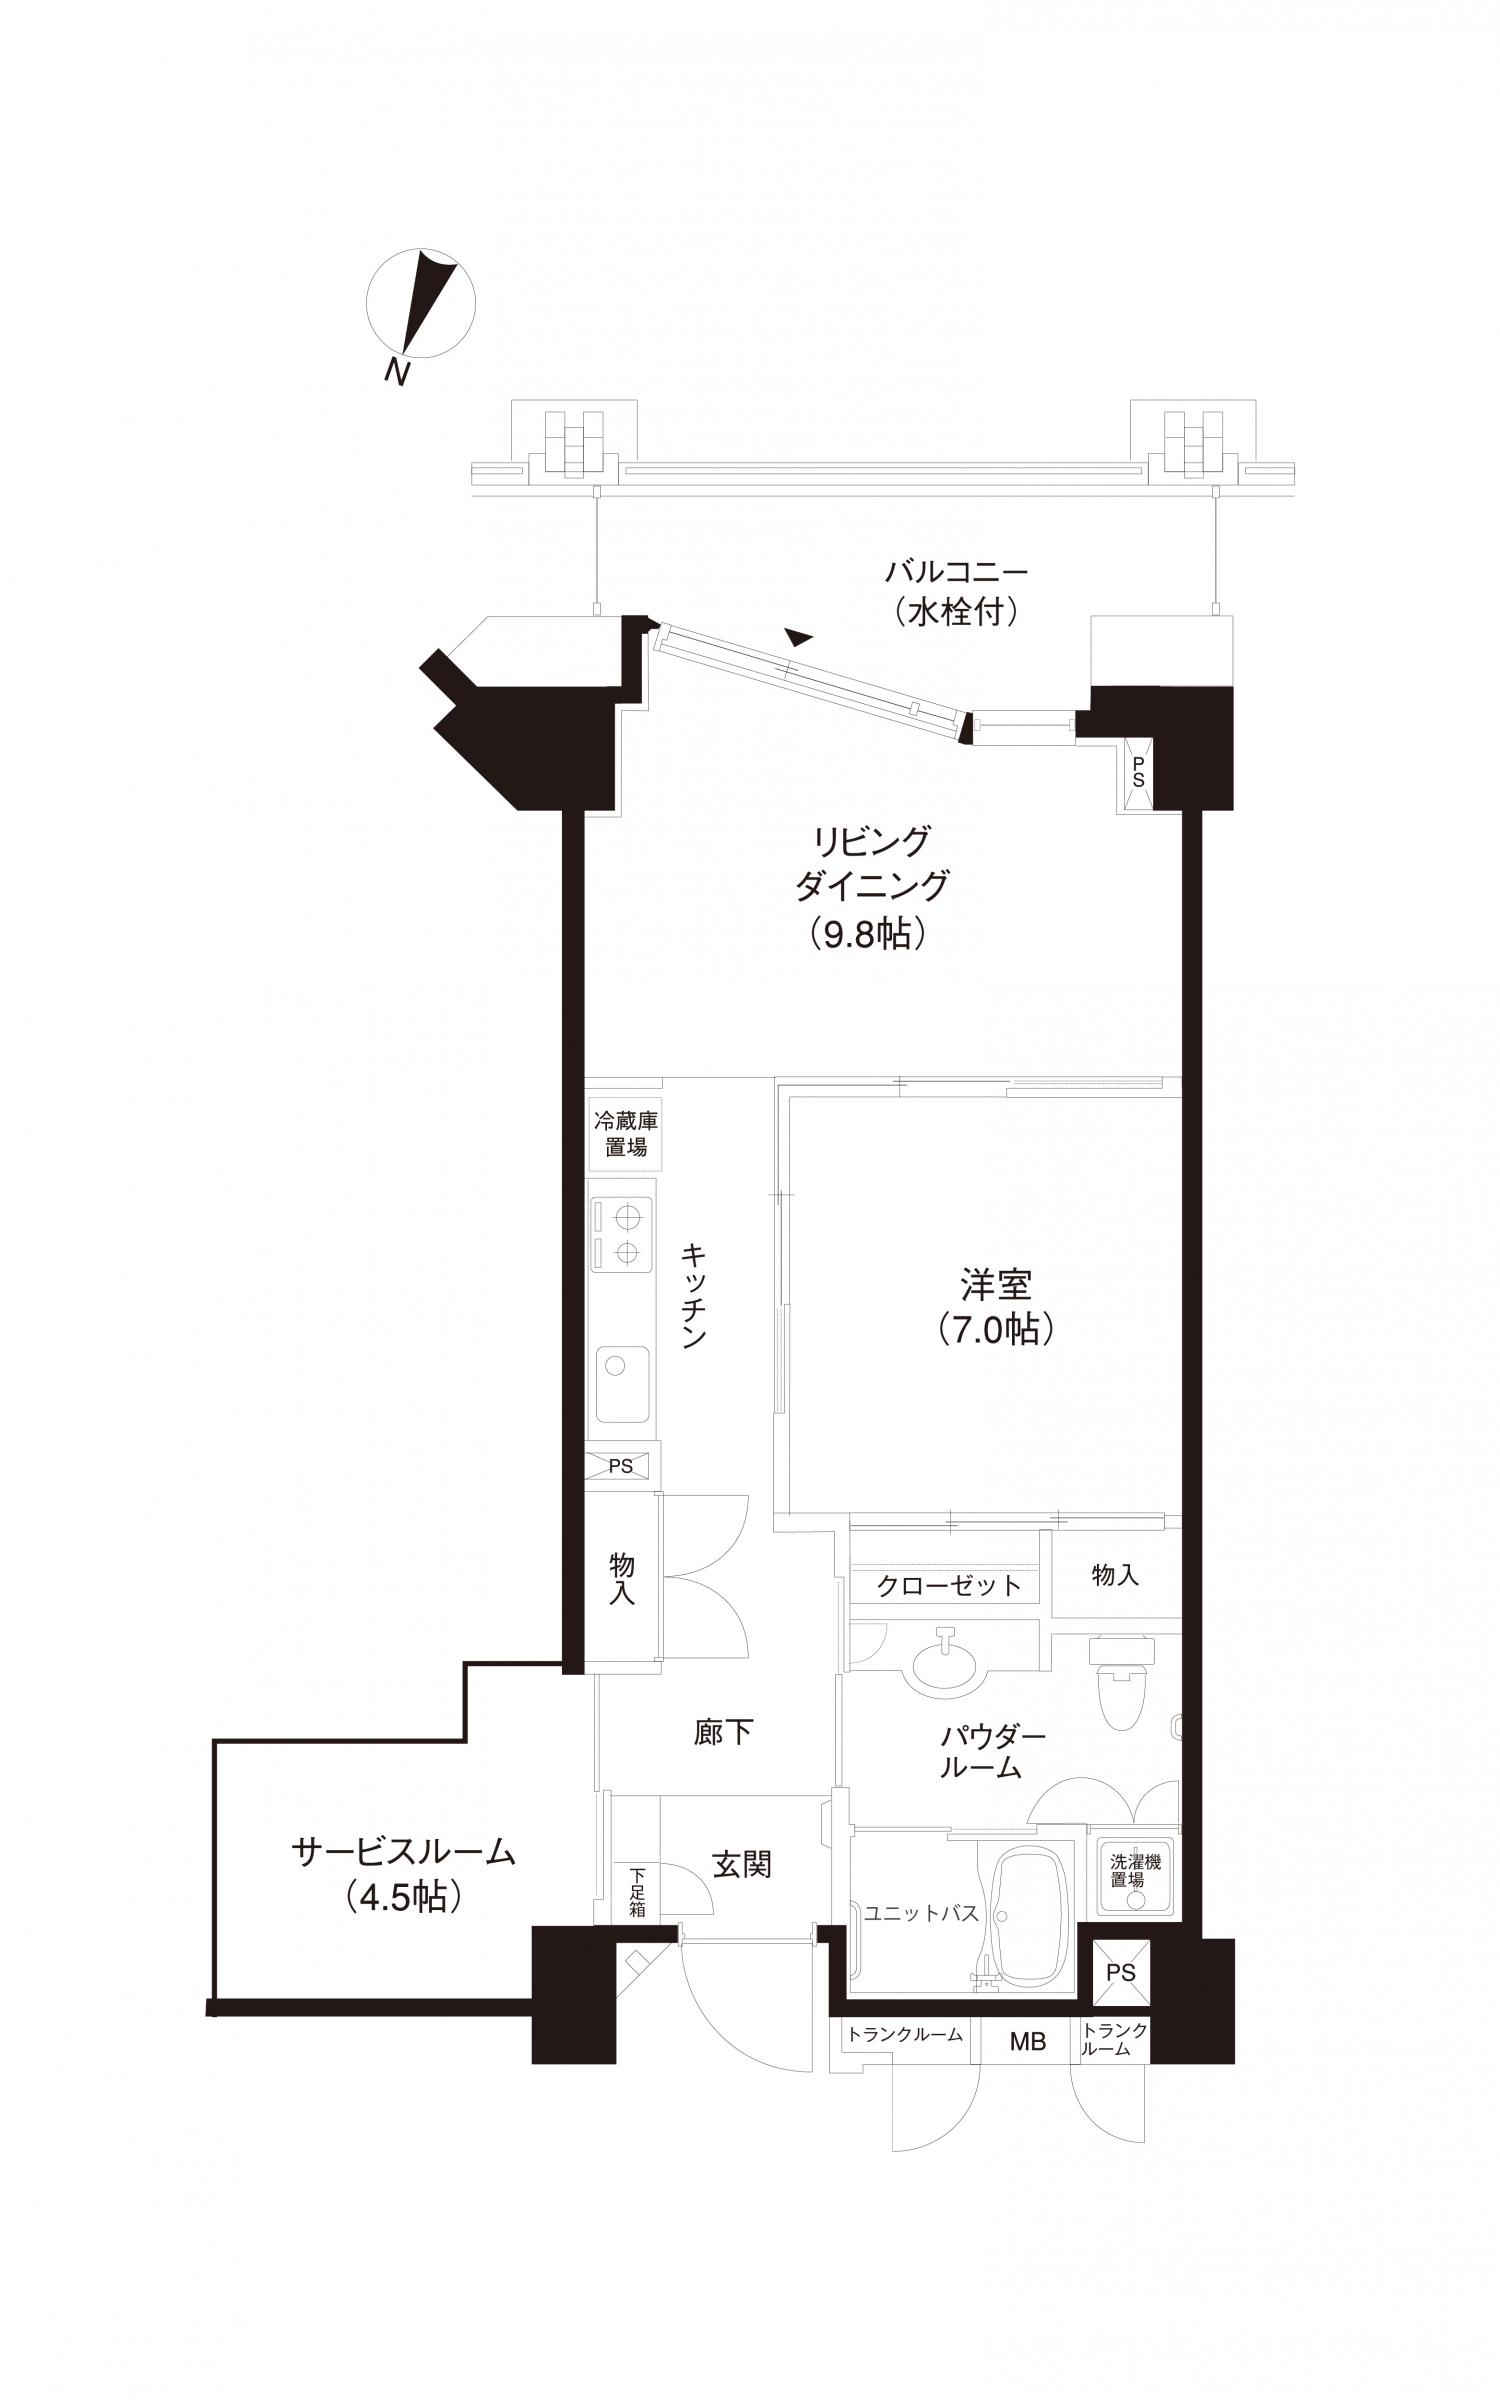 N
バルコニー
（水栓付）
PS
リビング
ダイニング
（9.8帖）
冷蔵庫
置場
キッチン
洋室
（7.0帖）
PS
物入
クローゼット
物入
廊下
パウダー
ルーム
サービスルーム
（4.5帖）
下足箱
玄関
ユニットバス
洗濯機
置場
PS
トランクルーム
MB
トランク
ルーム